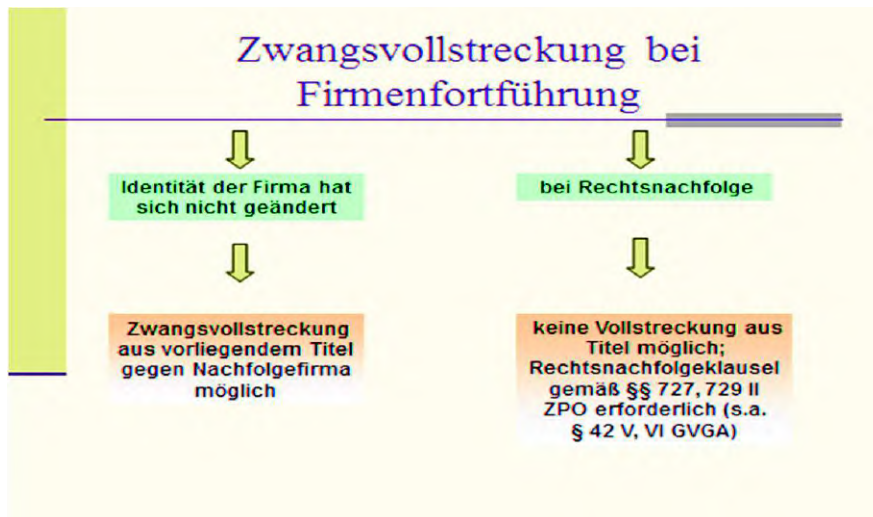 Zwangsvollstreckung bei
Firmenfortführung
Identität der Firma hat
sich nicht geändert
bei Rechtsnachfolge
Zwangsvollstreckung
aus vorliegendem Titel
gegen Nachfolgefirma
möglich
keine Vollstreckung aus
Titel möglich;
Rechtsnachfolgeklausel
gemäß §§ 727, 729 II
ZPO erforderlich (s.a.
§ 42 V, VI GVGA)